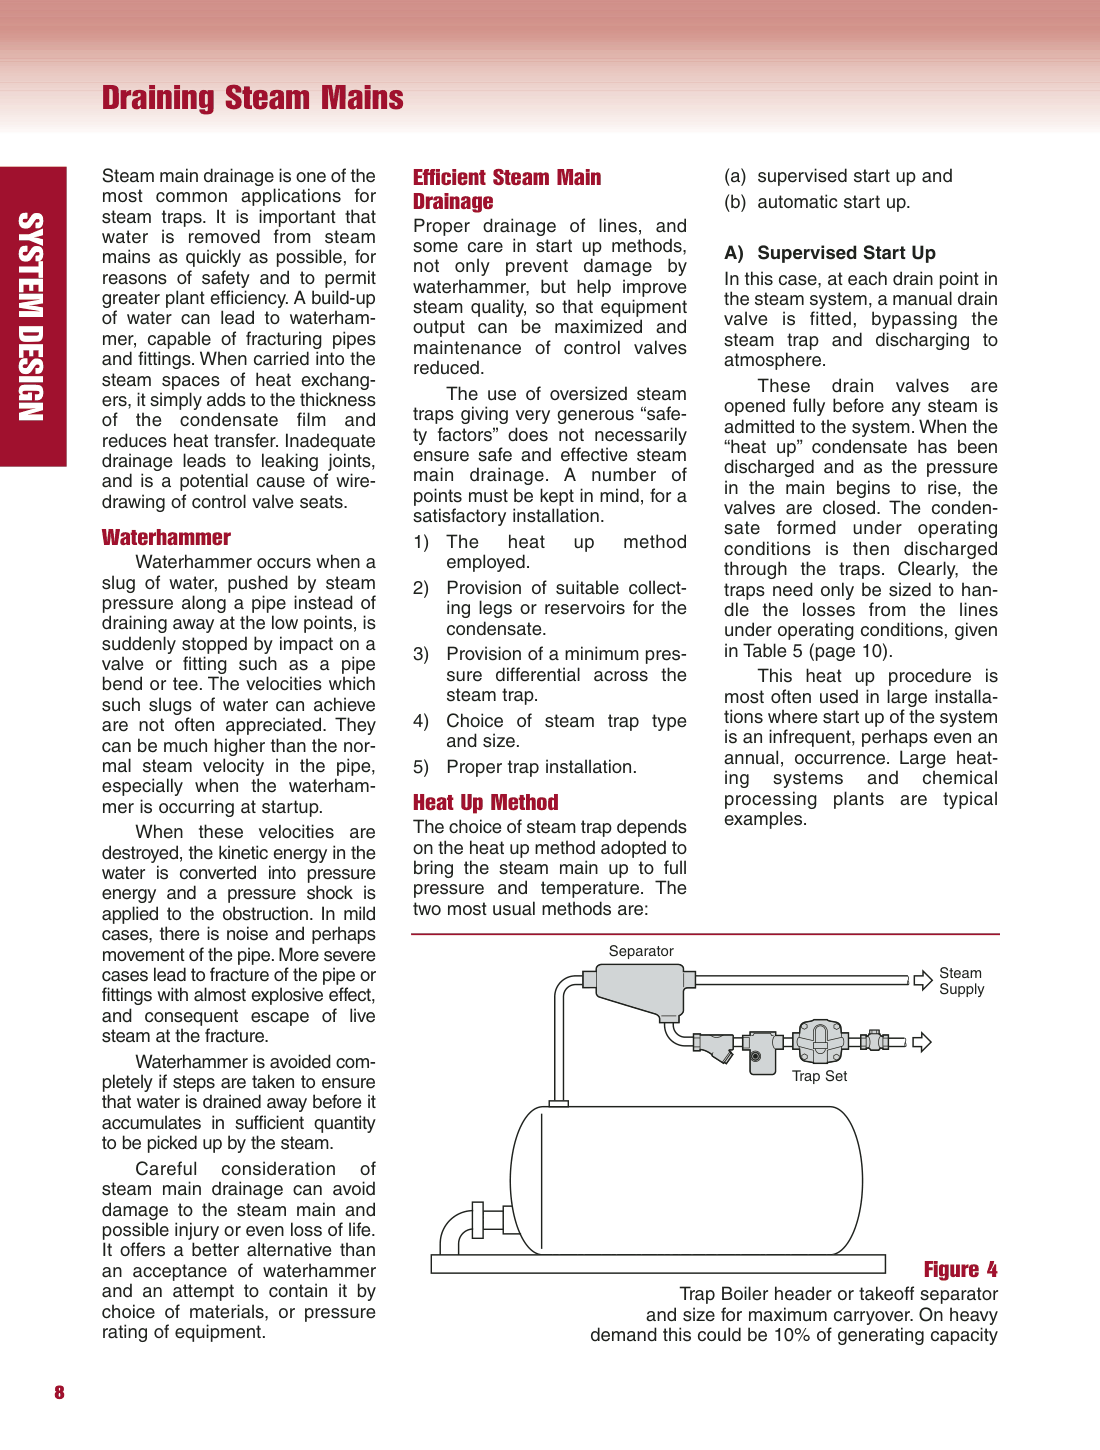 Draining Steam Mains
SYSTEM DESIGN
Steam main drainage is one of the
most common applications for
steam traps. It is important that
water is removed from steam
mains as quickly as possible, for
reasons of safety and to permit
greater plant efficiency. A build-up
of water can lead to waterham-
mer, capable of fracturing pipes
and fittings. When carried into the
steam spaces of heat exchang-
ers, it simply adds to the thickness
of the condensate film and
reduces heat transfer. Inadequate
drainage leads to leaking joints,
and is a potential cause of wire-
drawing of control valve seats.
Waterhammer
Waterhammer occurs when a
slug of water, pushed by steam
pressure along a pipe instead of
draining away at the low points, is
suddenly stopped by impact on a
valve or fitting such as a pipe
bend or tee. The velocities which
such slugs of water can achieve
are not often appreciated. They
can be much higher than the nor-
mal steam velocity in the pipe,
especially when the waterham-
mer is occurring at startup.
When these velocities are
destroyed, the kinetic energy in the
water is converted into pressure
energy and a pressure shock is
applied to the obstruction. In mild
cases, there is noise and perhaps
movement of the pipe. More severe
cases lead to fracture of the pipe or
fittings with almost explosive effect,
and consequent escape of live
steam at the fracture.
Waterhammer is avoided com-
pletely if steps are taken to ensure
that water is drained away before it
accumulates in sufficient quantity
to be picked up by the steam.
Careful consideration of
steam main drainage can avoid
damage to the steam main and
possible injury or even loss of life.
It offers a better alternative than
an acceptance of waterhammer
and an attempt to contain it by
choice of materials, or pressure
rating of equipment.
Efficient Steam Main
Drainage
Proper drainage of lines, and
some care in start up methods,
not only prevent damage by
waterhammer, but help improve
steam quality, so that equipment
output can be maximized and
maintenance of control valves
reduced.
The use of oversized steam
traps giving very generous “safe-
ty factors” does not necessarily
ensure safe and effective steam
main drainage. A number of
points must be kept in mind, for a
satisfactory installation.
1) The heat up method
employed.
2) Provision of suitable collect-
ing legs or reservoirs for the
condensate.
3) Provision of a minimum pres-
sure differential across the
steam trap.
4) Choice of steam trap type
and size.
5) Proper trap installation.
Heat Up Method
The choice of steam trap depends
on the heat up method adopted to
bring the steam main up to full
pressure and temperature. The
two most usual methods are:
(a) supervised start up and
(b) automatic start up.
A) Supervised Start Up
In this case, at each drain point in
the steam system, a manual drain
valve is fitted, bypassing the
steam trap and discharging to
atmosphere.
These drain valves are
opened fully before any steam is
admitted to the system. When the
“heat up” condensate has been
discharged and as the pressure
in the main begins to rise, the
valves are closed. The conden-
sate formed under operating
conditions is then discharged
through the traps. Clearly, the
traps need only be sized to han-
dle the losses from the lines
under operating conditions, given
in Table 5 (page 10).
This heat up procedure is
most often used in large installa-
tions where start up of the system
is an infrequent, perhaps even an
annual, occurrence. Large heat-
ing systems and chemical
processing plants are typical
examples.
Separator
Steam
Supply
Trap Set
Figure 4
Trap Boiler header or takeoff separator
and size for maximum carryover. On heavy
demand this could be 10% of generating capacity
8